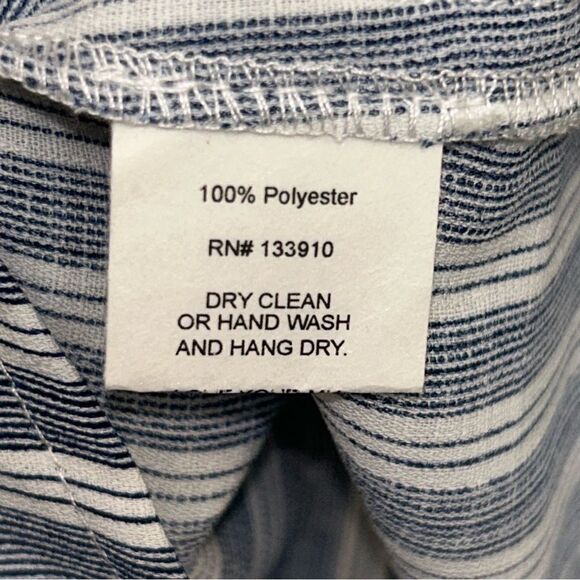 100% Polyester
RN# 133910
DRY CLEAN
OR HAND WASH
AND HANG DRY.